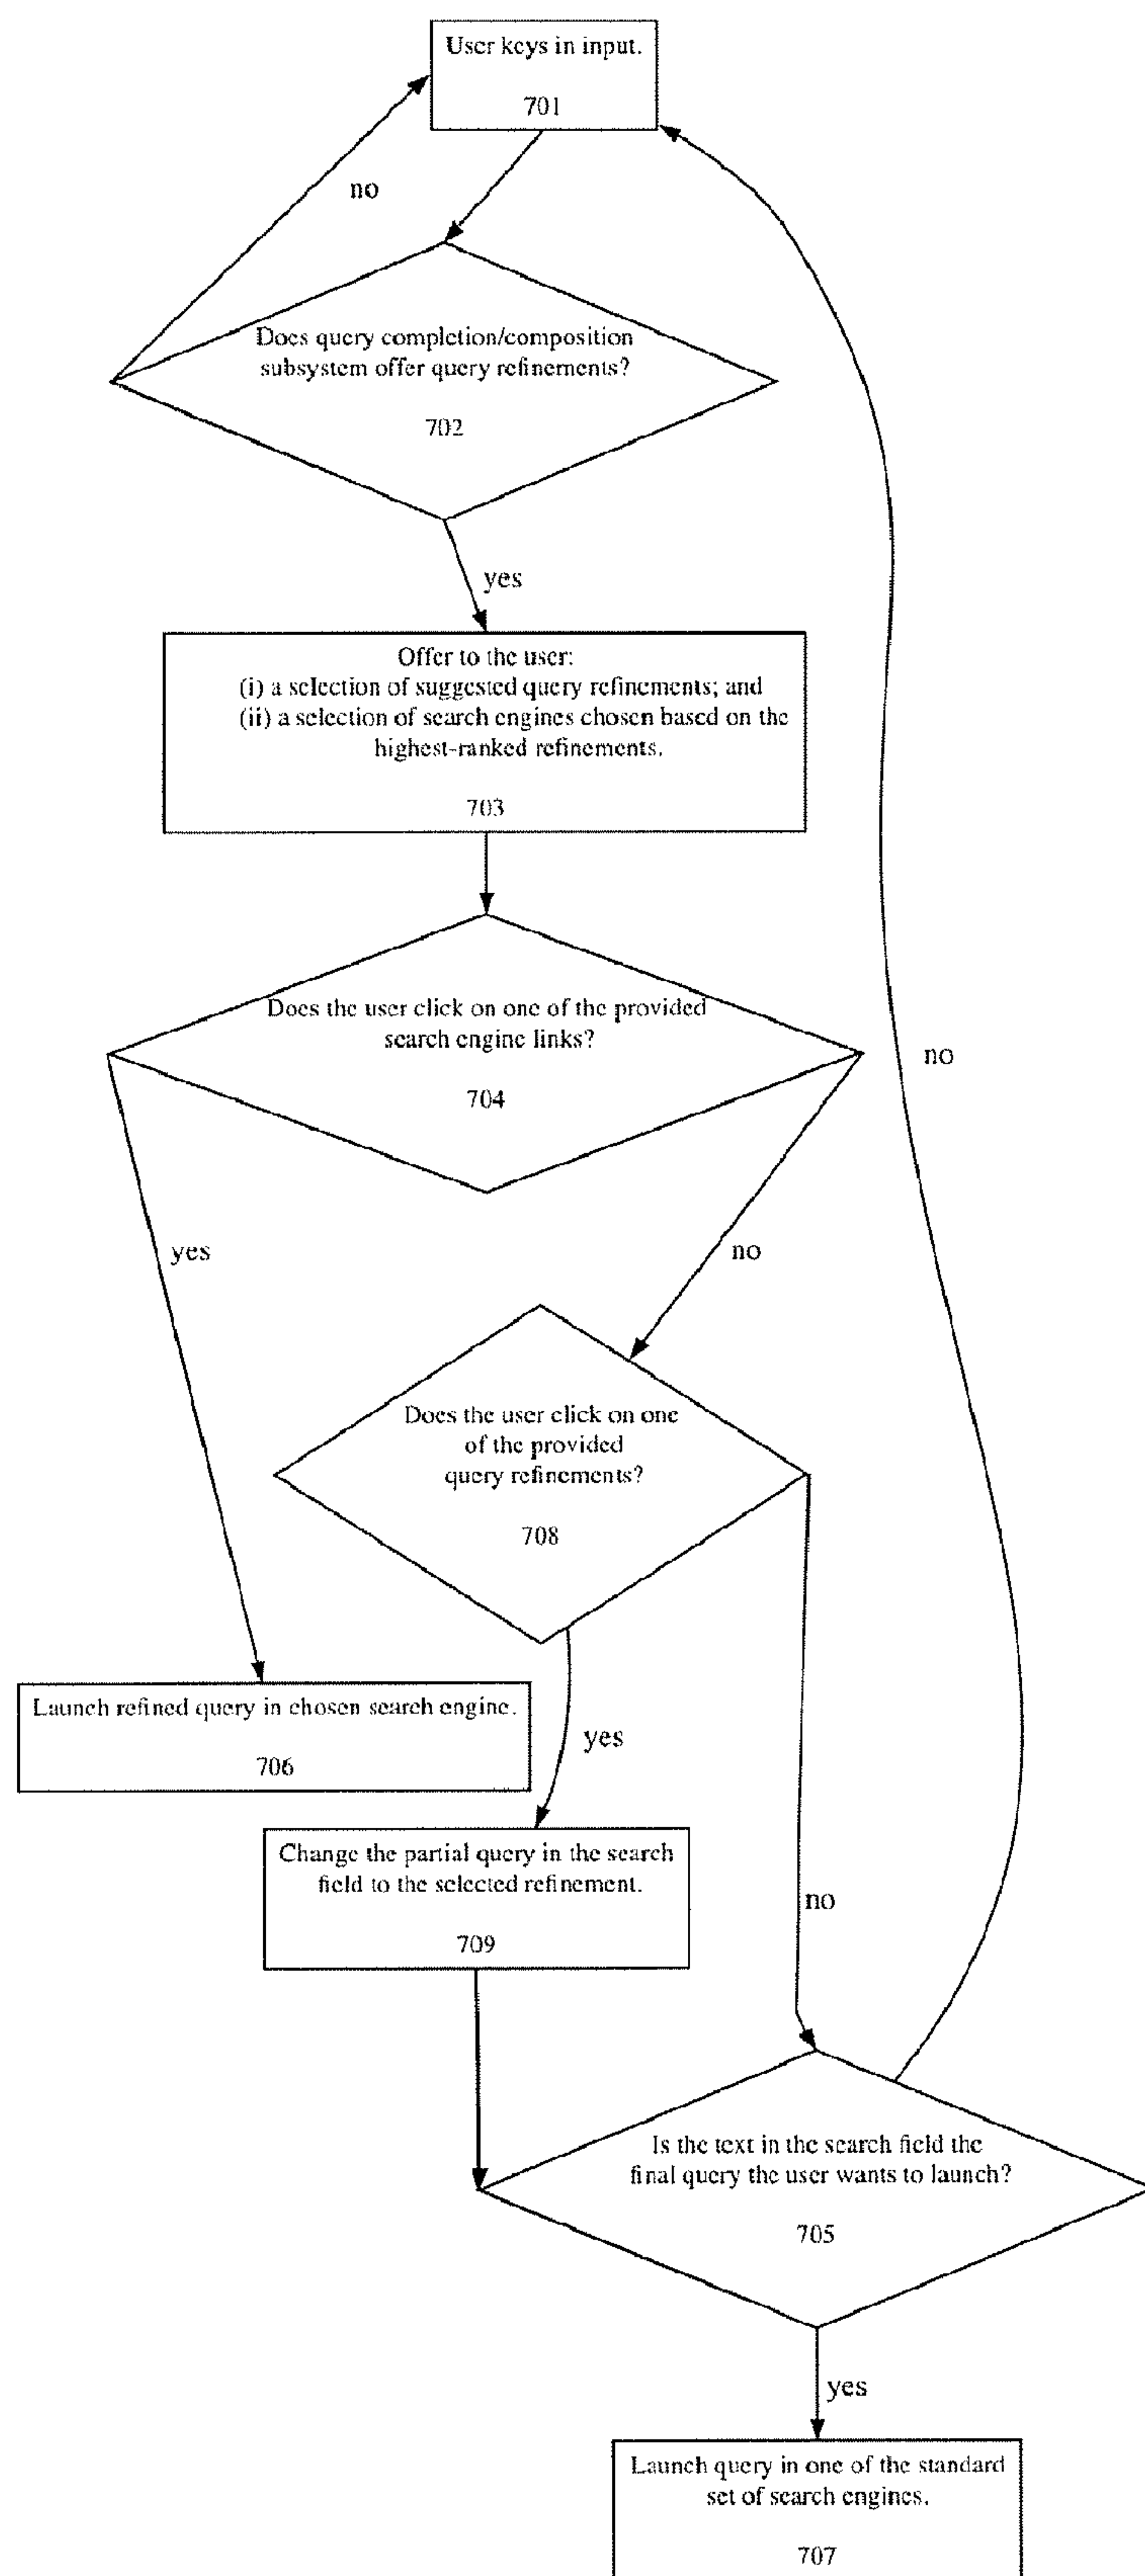 User keys in input.
701
no
Does query completion/composition
subsystem offer query refinements?
702
yes
Offer to the user:
(i) a selection of suggested query refinements; and
(ii) a selection of search engines chosen based on the
highest-ranked refinements.
703
Does the user click on one of the provided
search engine links?
704
no
yes
no
Does the user click on one
of the provided
query refinements?
708
Launch refined query in chosen search engine.
706
yes
Change the partial query in the search
field to the selected refinement.
709
no
Is the text in the search field the
final query the user wants to launch?
705
yes
Launch query in one of the standard
set of search engines.
707